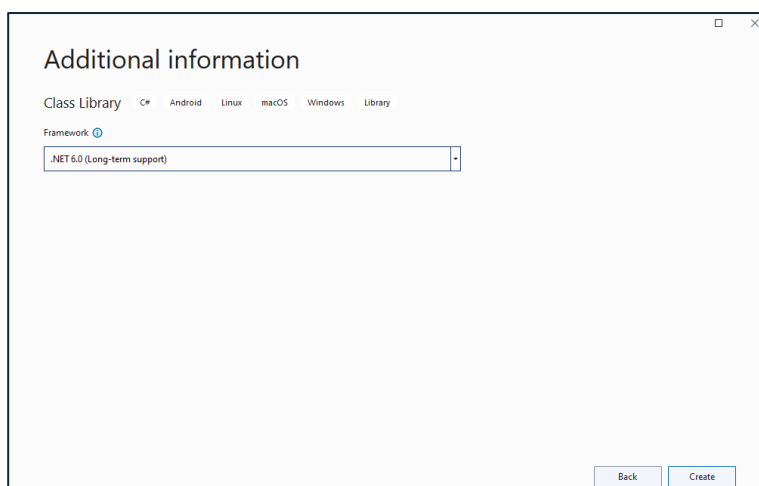 Additional information
Class Library C# Android Linux macOS Windows Library
Framework
.NET 6.0 (Long-term support)
Back Create